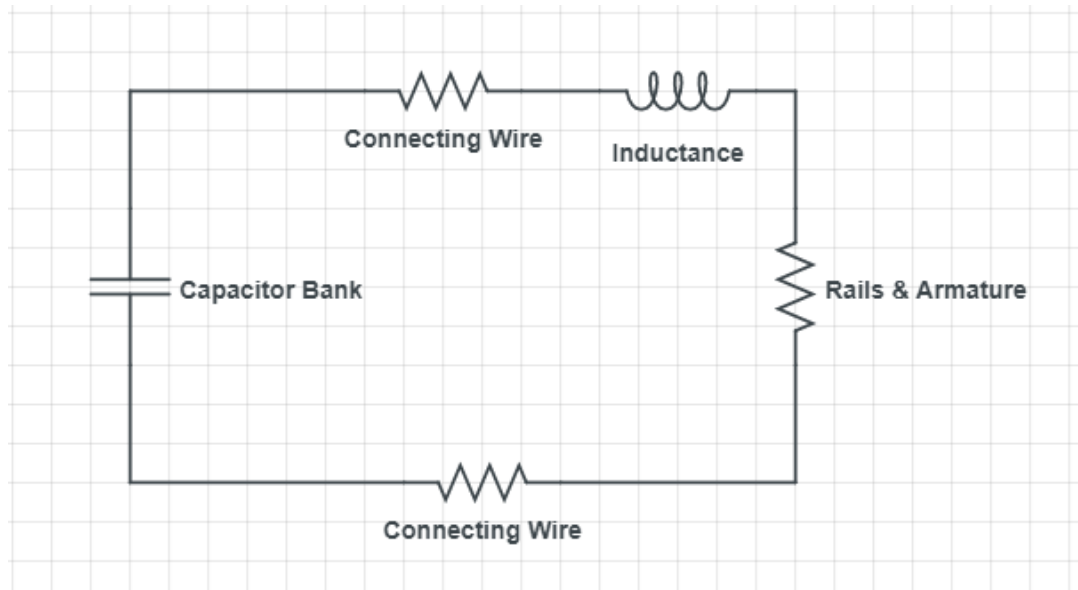 Connecting Wire
Inductance
Capacitor Bank
Rails & Armature
Connecting Wire